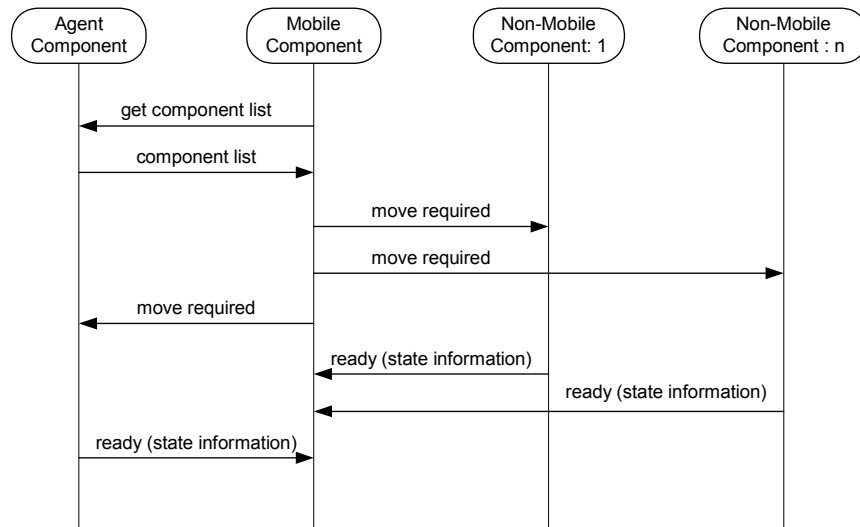 Agent
Component
Mobile
Component
Non-Mobile
Component: 1
Non-Mobile
Component : n
get component list
component list
move required
move required
move required
ready (state information)
ready (state information)
ready (state information)